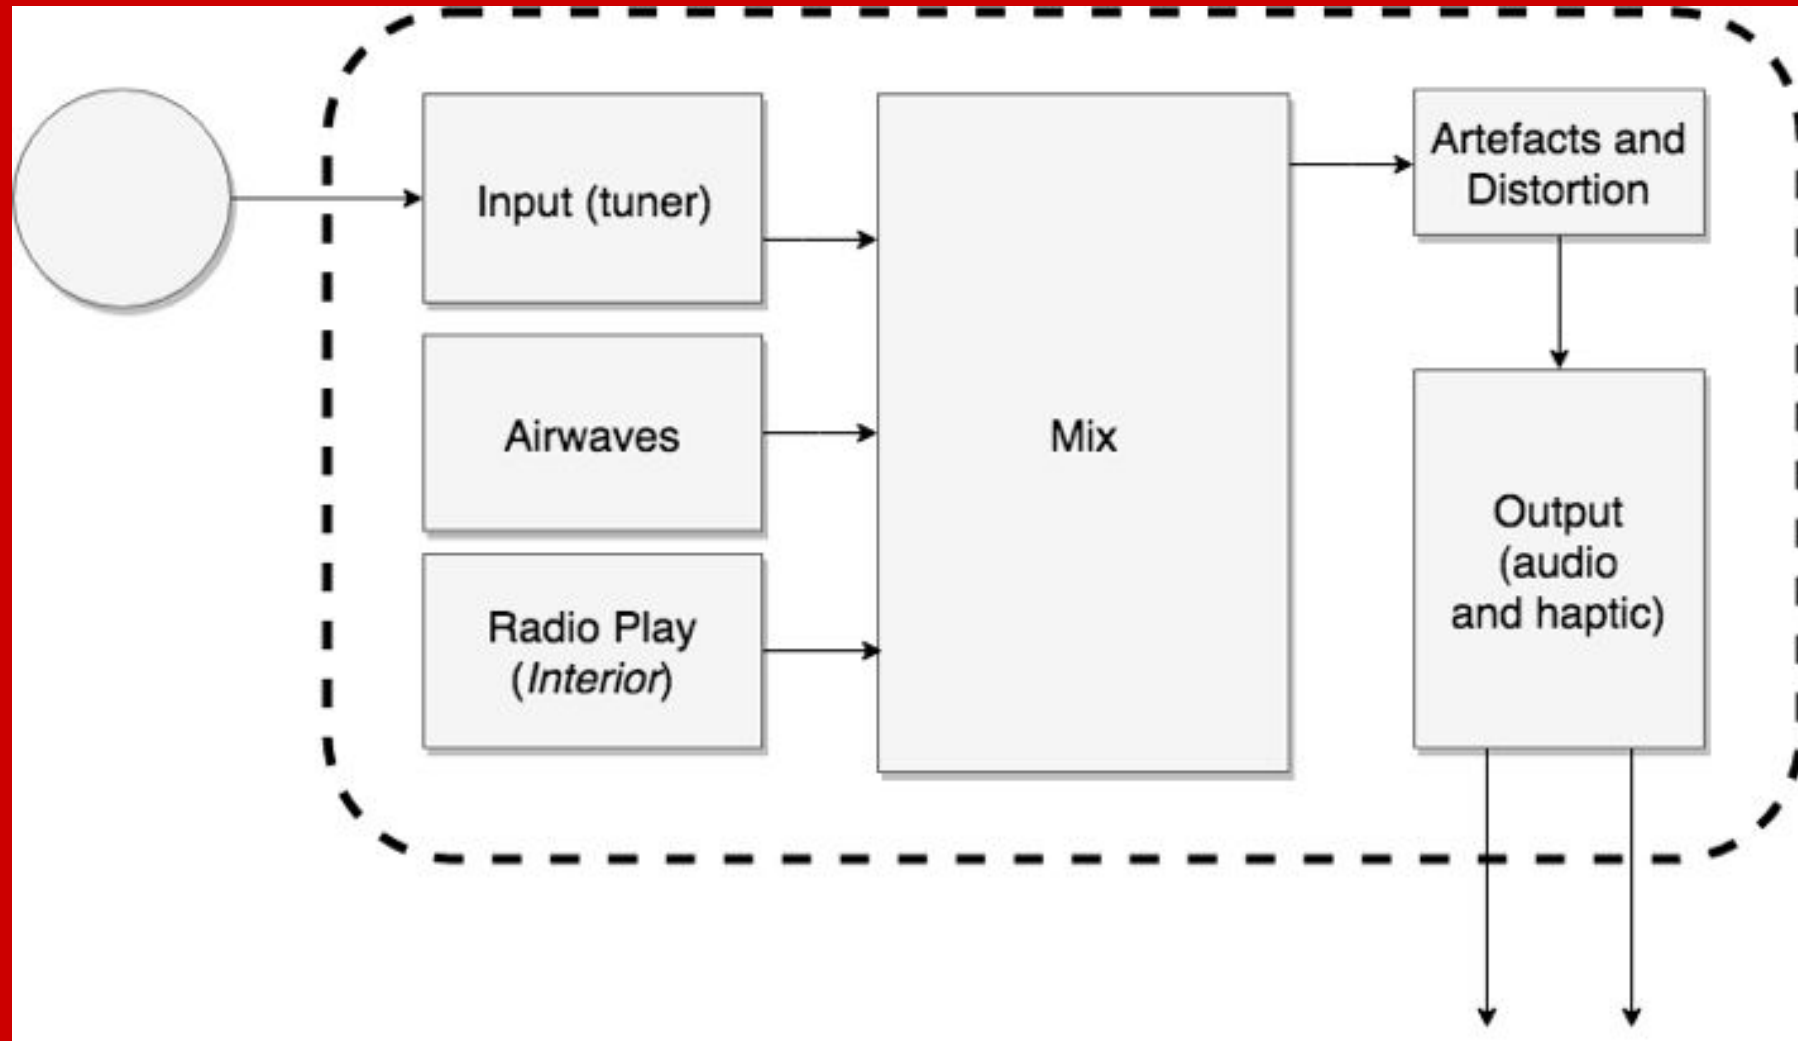 Input (tuner)
Airwaves
Radio Play
(Interior)
Mix
Artefacts and
Distortion
Output
(audio
and haptic)